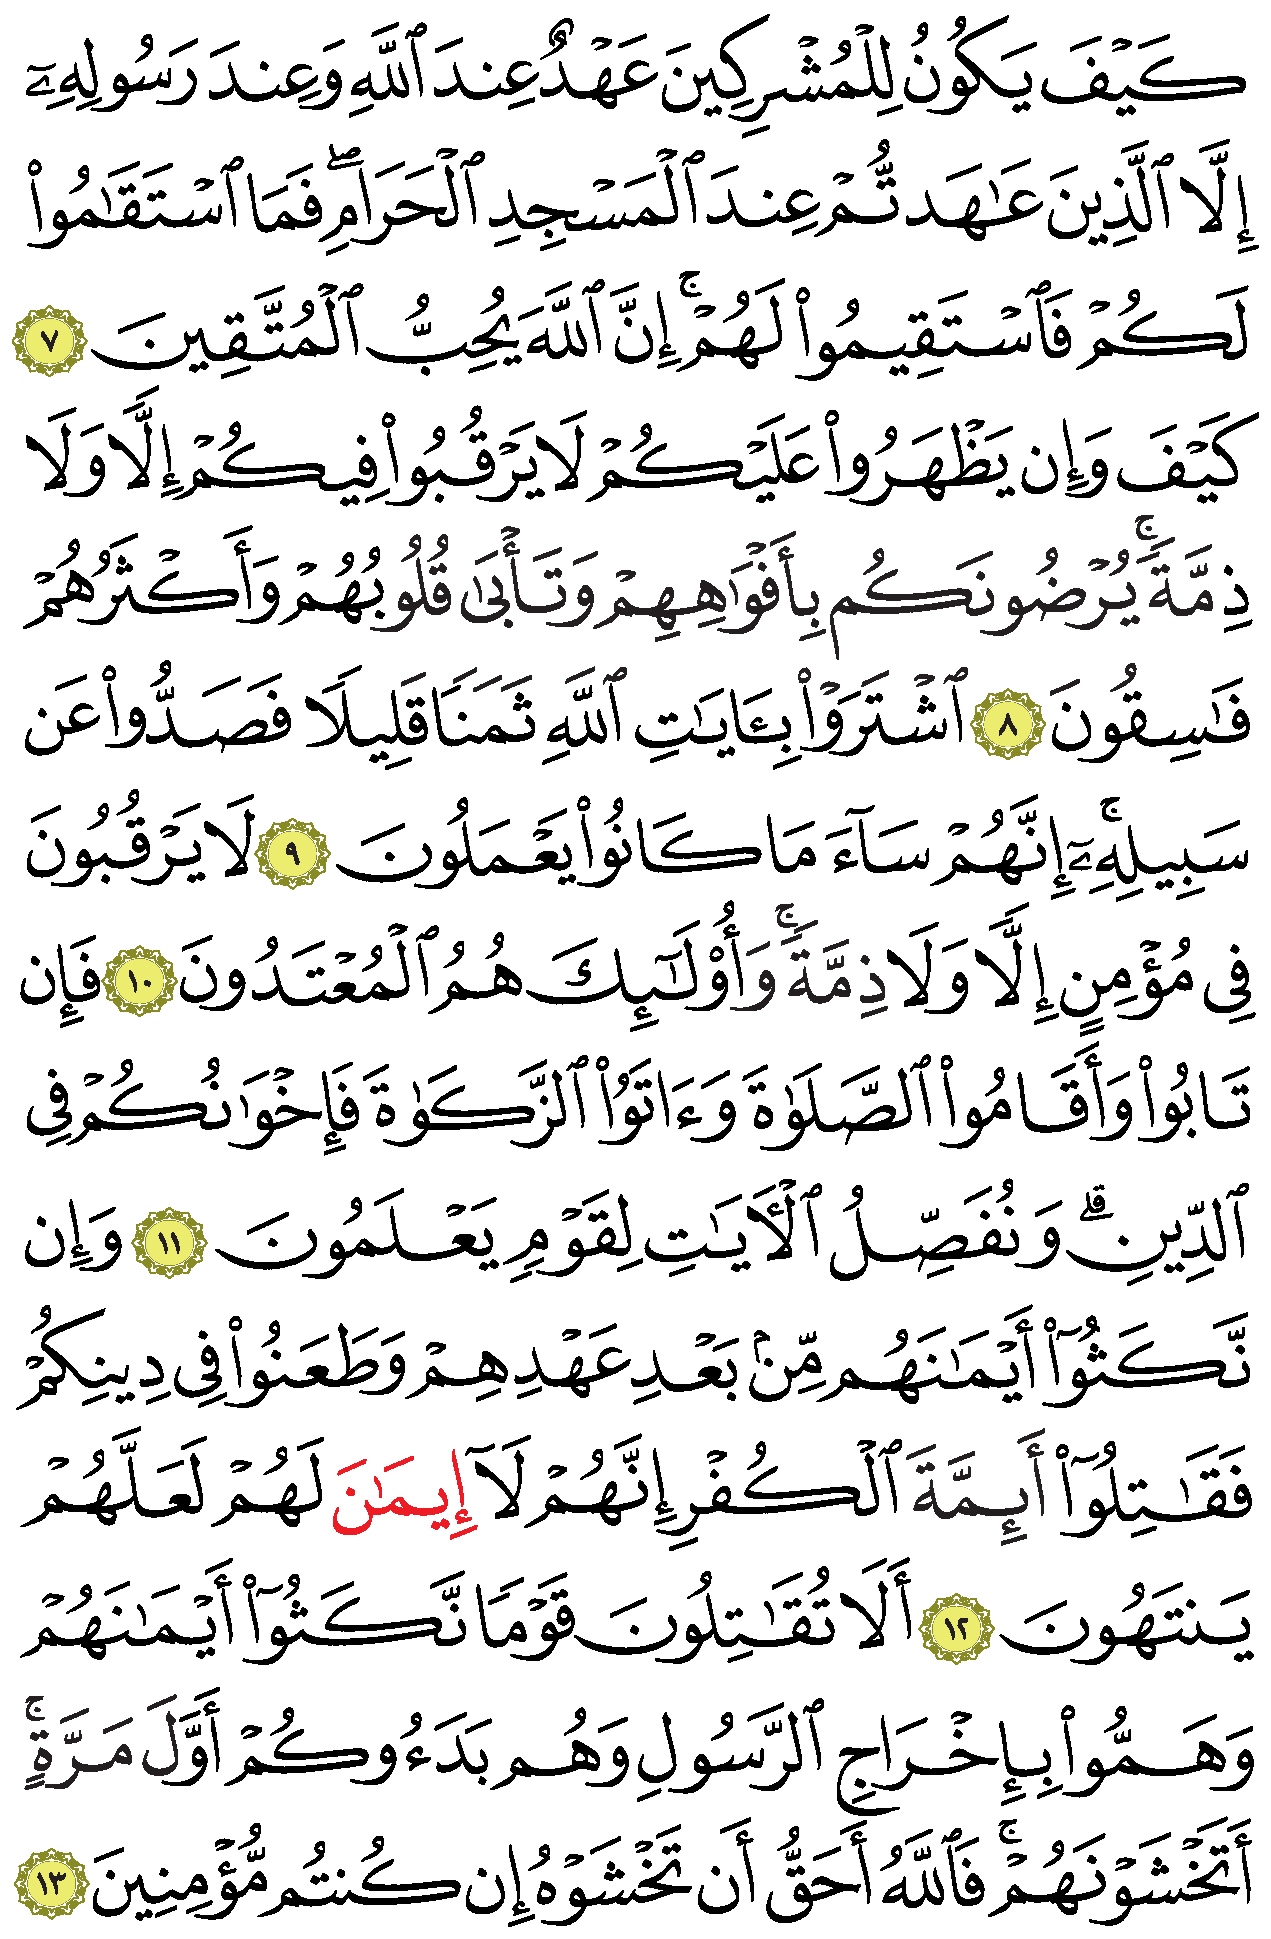 كَيۡفَ يَكُونُ لِلۡمُشۡرِكِينَ عَهۡدٌ عِندَ ٱللَّهِ وَعِندَ رَسُولِهِۦٓ
إِلَّا ٱلَّذِينَ عَٰهَدتُّمۡ عِندَ ٱلۡمَسۡجِدِ ٱلۡحَرَامِۖ فَمَا ٱسۡتَقَٰمُواْ
لَكُمۡ فَٱسۡتَقِيمُواْ لَهُمۡۚ إِنَّ ٱللَّهَ يُحِبُّ ٱلۡمُتَّقِينَ ٧
كَيۡفَ وَإِن يَظۡهَرُواْ عَلَيۡكُمۡ لَا يَرۡقُبُواْ فِيكُمۡ إِلّٗا وَلَا
ذِمَّةٗۚ يُرۡضُونَكُم بِأَفۡوَٰهِهِمۡ وَتَأۡبَىٰ قُلُوبُهُمۡ وَأَكۡثَرُهُمۡ
فَٰسِقُونَ ٨ ٱشۡتَرَوۡاْ بِـَٔايَٰتِ ٱللَّهِ ثَمَنٗا قَلِيلٗا فَصَدُّواْ عَن
سَبِيلِهِۦٓۚ إِنَّهُمۡ سَآءَ مَا كَانُواْ يَعۡمَلُونَ ٩ لَا يَرۡقُبُونَ
فِي مُؤۡمِنٍ إِلّٗا وَلَا ذِمَّةٗۚ وَأُوْلَٰٓئِكَ هُمُ ٱلۡمُعۡتَدُونَ ١٠ فَإِن
تَابُواْ وَأَقَامُواْ ٱلصَّلَوٰةَ وَءَاتَوُاْ ٱلزَّكَوٰةَ فَإِخۡوَٰنُكُمۡ فِي
ٱلدِّينِۗ وَنُفَصِّلُ ٱلۡأٓيَٰتِ لِقَوۡمٖ يَعۡلَمُونَ ١١ وَإِن
نَّكَثُوٓاْ أَيۡمَٰنَهُم مِّنۢ بَعۡدِ عَهۡدِهِمۡ وَطَعَنُواْ فِي دِينِكُمۡ
فَقَٰتِلُوٓاْ أَئِمَّةَ ٱلۡكُفۡرِ إِنَّهُمۡ لَآ إِيمَٰنَ لَهُمۡ لَعَلَّهُمۡ
يَنتَهُونَ ١٢ أَلَا تُقَٰتِلُونَ قَوۡمٗا نَّكَثُوٓاْ أَيۡمَٰنَهُمۡ
وَهَمُّواْ بِإِخۡرَاجِ ٱلرَّسُولِ وَهُم بَدَءُوكُمۡ أَوَّلَ مَرَّةٍۚ
أَتَخۡشَوۡنَهُمۡۚ فَٱللَّهُ أَحَقُّ أَن تَخۡشَوۡهُ إِن كُنتُم مُّؤۡمِنِينَ ١٣